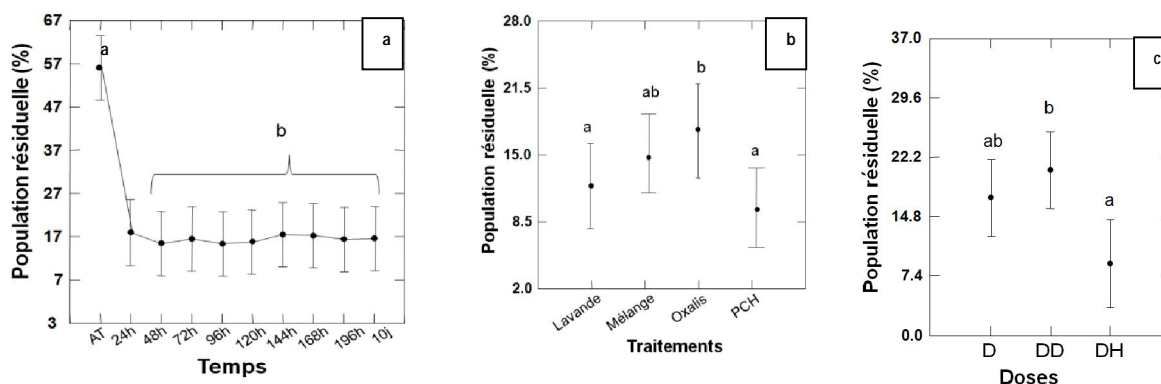 Population résiduelle (%)
67
57
47
37
27
17
7
3
a
a
b
AT
24h
48h
72h
96h
120h
144h
168h
196h
10j
Temps
Population résiduelle (%)
28.0
21.5
15.0
8.5
2.0
b
a
ab
b
a
Lavande
Mélange
Oxalis
PCH
Traitements
Population résiduelle (%)
37.0
29.6
22.2
14.8
7.4
0.0
c
ab
b
a
D
DD
DH
Doses